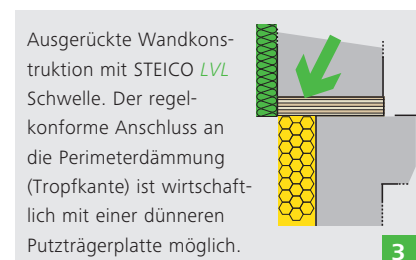 Ausgerückte Wandkons-
truktion mit STEICO LVL
Schwelle. Der regel-
konforme Anschluss an
die Perimeterdämmung
(Tropfkante) ist wirtschaft-
lich mit einer dünneren
Putzträgerplatte möglich.
3